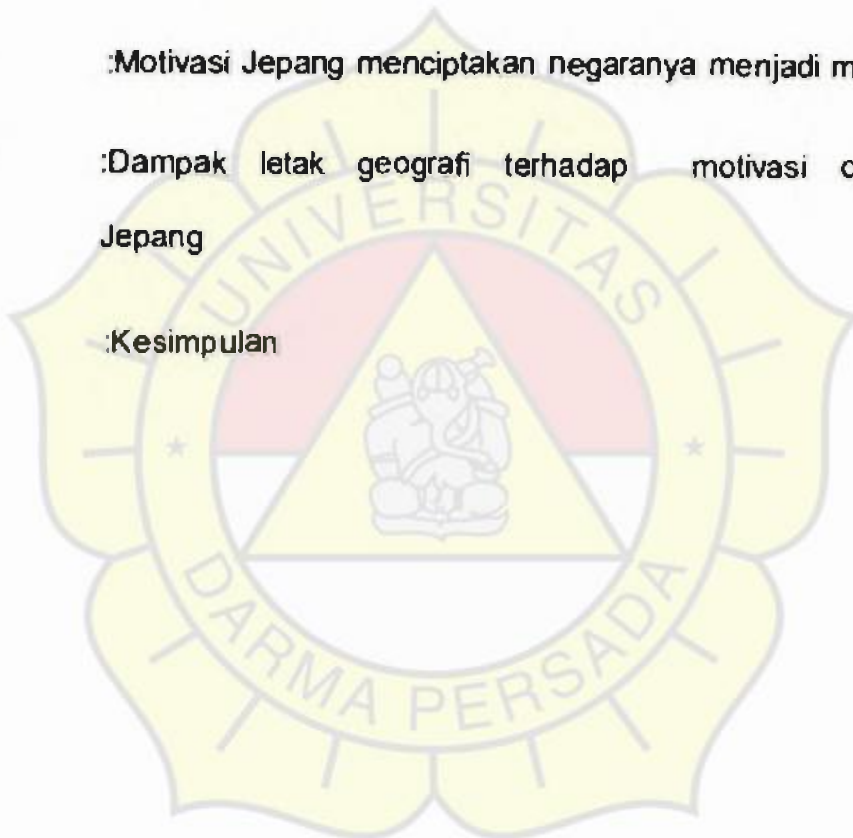 :Motivasi Jepang menciptakan negaranya menjadi m
:Dampak letak geografi terhadap motivasi
Jepang
:Kesimpulan
UNIVERSITAS
DARMA PERSADA